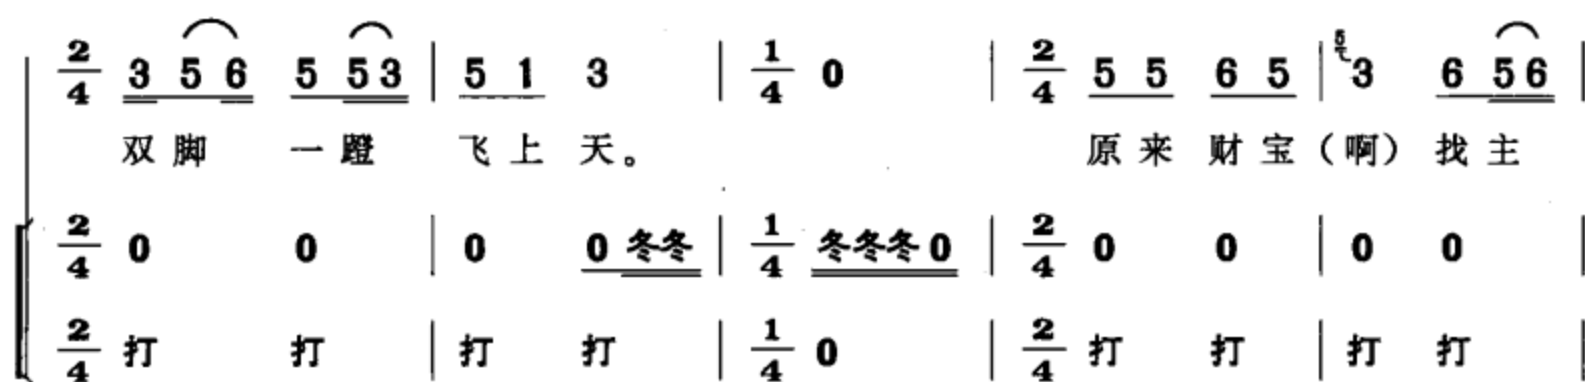 2/4 3 5 6 5 5 3 | 5 1 3 | 1/4 0 | 2/4 5 5 6 5 | 5 3 6 5 6 |
双脚 一蹬 飞上天。 原来财宝(啊)找主
2/4 0 0 | 0 0 冬冬 | 1/4 冬冬冬0 | 2/4 0 0 | 0 0 |
2/4 打 打 | 打 打 | 1/4 0 | 2/4 打 打 | 打 打 |